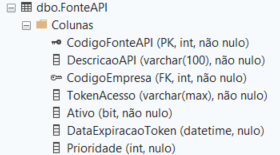 dbo.FonteAPI
Colunas
CodigoFonteAPI (PK, int, não nulo)
DescricaoAPI (varchar(100), não nulo)
CodigoEmpresa (FK, int, não nulo)
TokenAcesso (varchar(max), não nulo)
Ativo (bit, não nulo)
DataExpiracaoToken (datetime, nulo)
Prioridade (int, nulo)